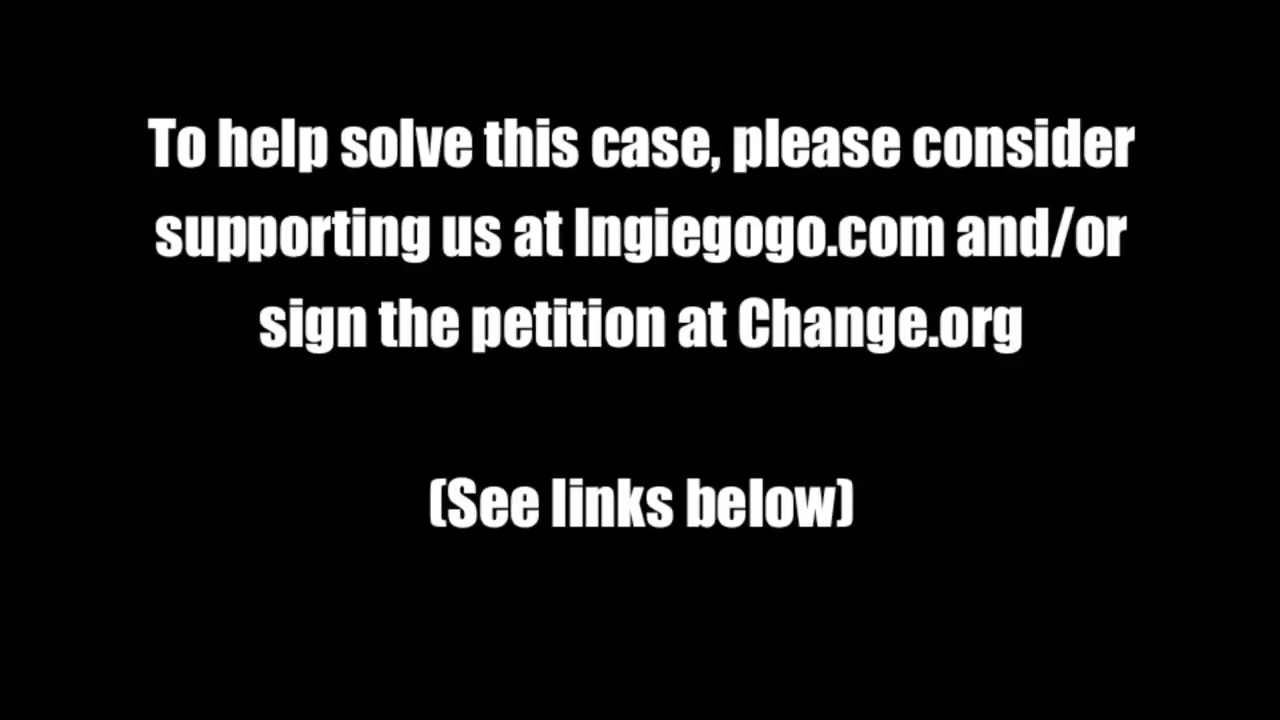 To help solve this case, please consider
supporting us at Ingiegogo.com and/or
sign the petition at Change.org
(See links below)